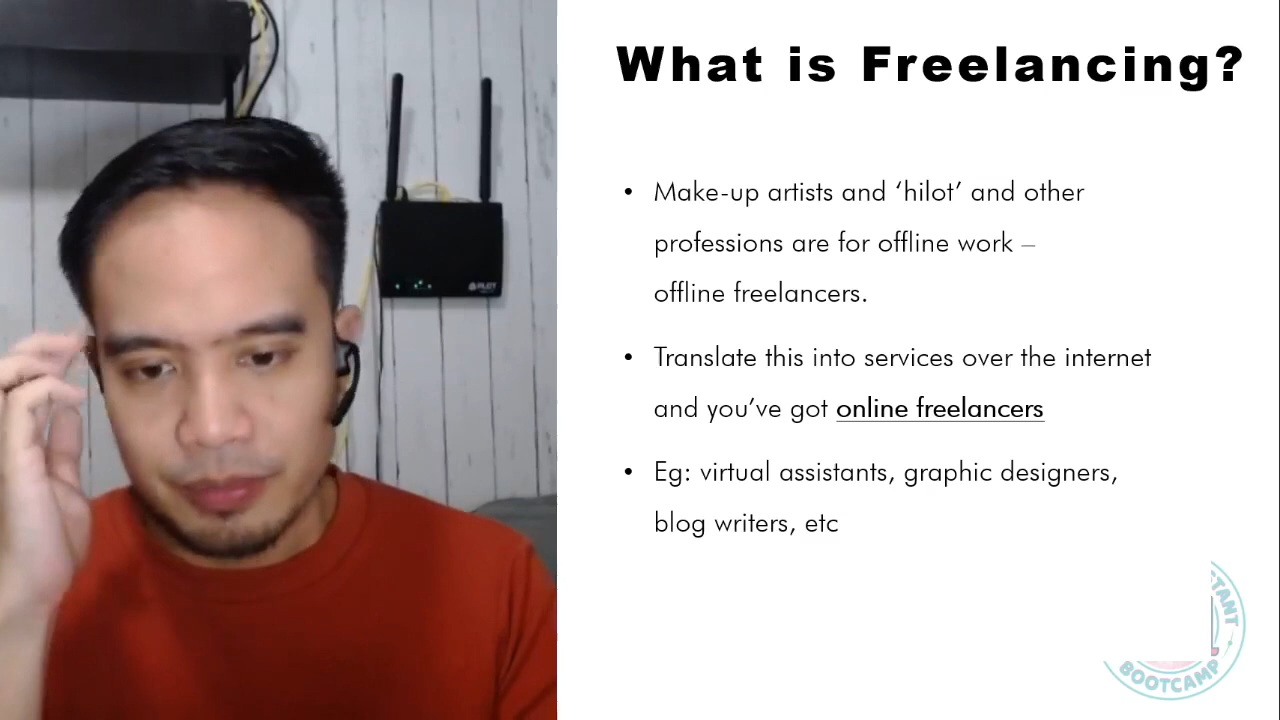 What is Freelancing?
• Make-up artists and ‘hilot’ and other
professions are for offline work –
offline freelancers.
• Translate this into services over the internet
and you’ve got online freelancers
• Eg: virtual assistants, graphic designers,
blog writers, etc
PLDT
BOOTCAMP